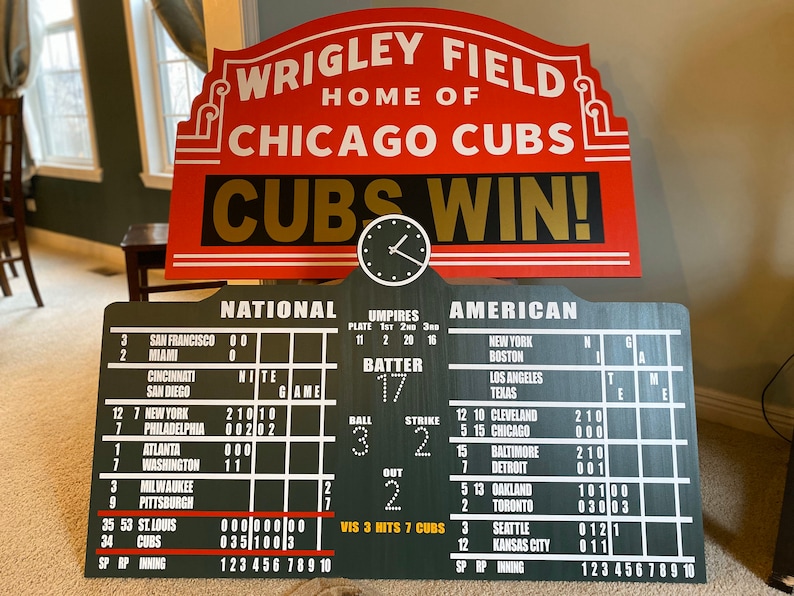 WRIGLEY FIELD
HOME OF
CHICAGO CUBS
CUBS WIN!
NATIONAL
UMPIRES
PLATE 1ST 2ND 3RD
11 2 20 16
BATTER
17
BALL STRIKE
3 2
OUT
2
VIS 3 HITS 7 CUBS
AMERICAN
3 SAN FRANCISCO 0 0
2 MIAMI 0
CINCINNATI N I T E
SAN DIEGO G A M E
12 7 NEW YORK 2 1 0 1 0
7 PHILADELPHIA 0 0 2 0 2
1 ATLANTA 0 0 0
7 WASHINGTON 1 1
3 MILWAUKEE 2
9 PITTSBURGH 7
35 53 ST. LOUIS 0 0 0 0 0 0 0 0
34 CUBS 0 3 5 1 0 0 3
SP RP INNING 1 2 3 4 5 6 7 8 9 10
NEW YORK N G
BOSTON I A
LOS ANGELES T M
TEXAS E E
12 10 CLEVELAND 2 1 0
5 15 CHICAGO 0 0 0
15 BALTIMORE 2 1 0
7 DETROIT 0 0 1
5 13 OAKLAND 1 0 1 0 0
2 TORONTO 0 3 0 0 3
3 SEATTLE 0 1 2 1
12 KANSAS CITY 0 1 1
SP RP INNING 1 2 3 4 5 6 7 8 9 10